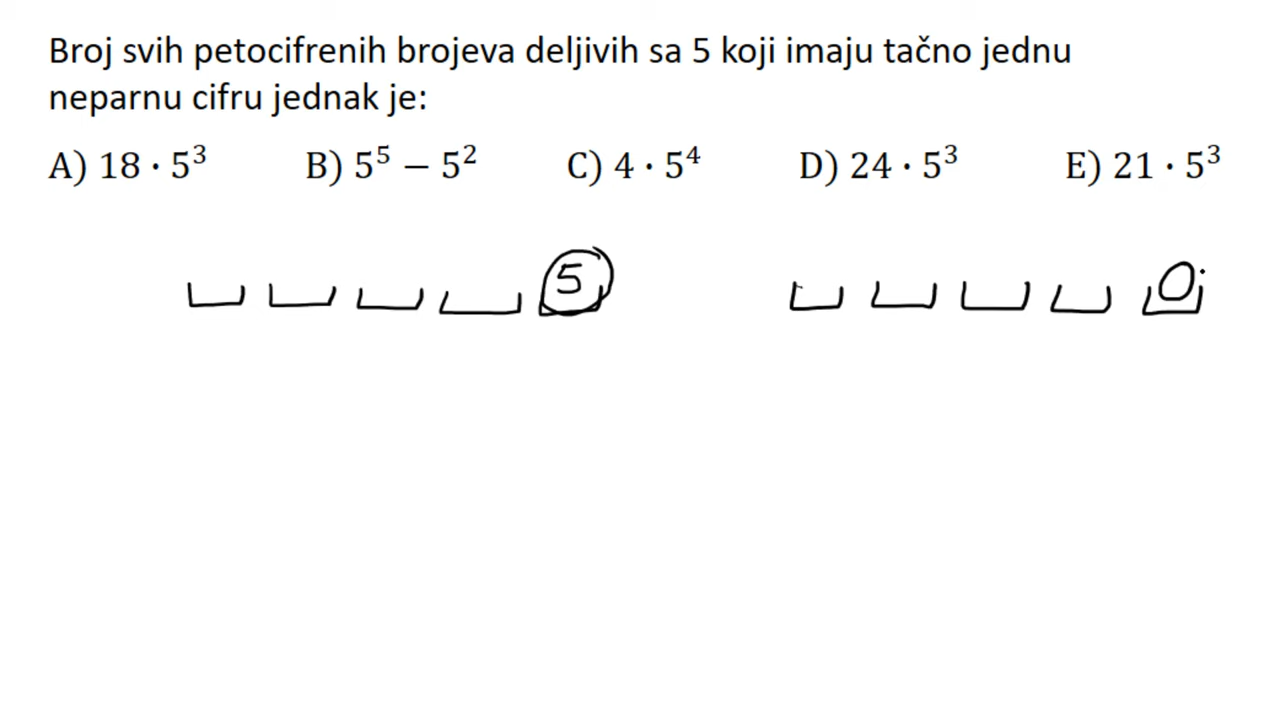 Broj svih petocifrenih brojeva deljivih sa 5 koji imaju tačno jednu
neparnu cifru jednak je:
A) 18 · 5³ B) 5⁵ − 5² C) 4 · 5⁴ D) 24 · 5³ E) 21 · 5³
5 0